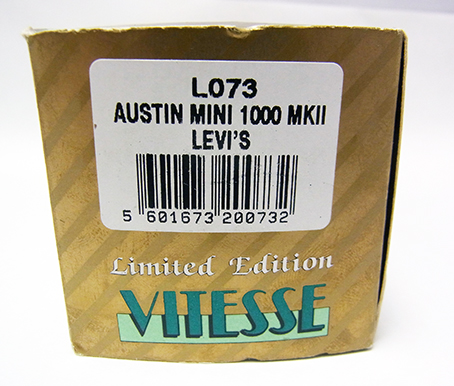 L073
AUSTIN MINI 1000 MKII
LEVI'S
5 601673 200732
Limited Edition
VITESSE